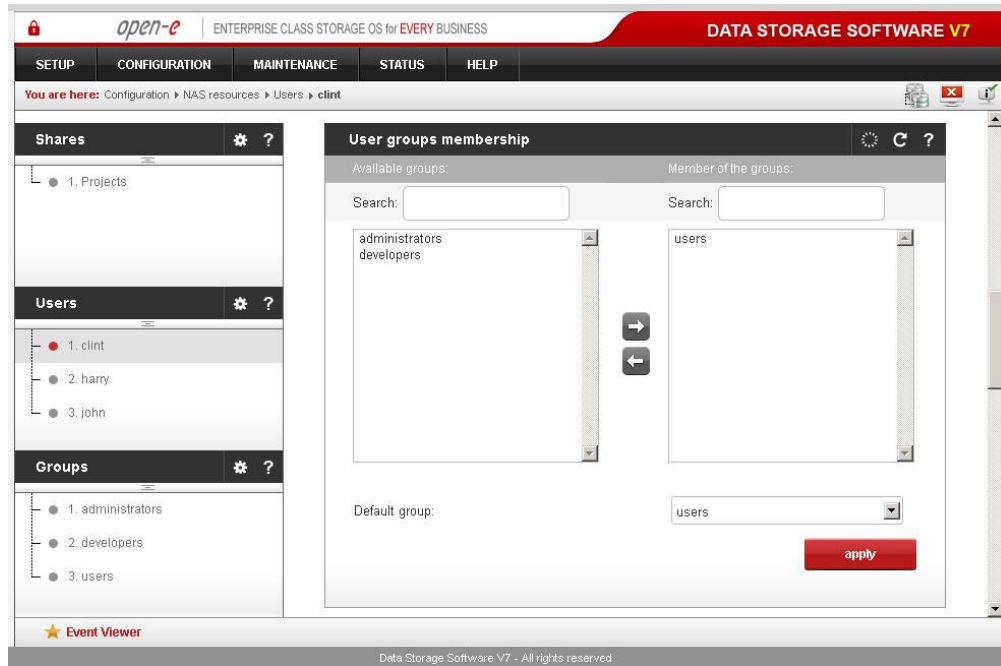 open-e ENTERPRISE CLASS STORAGE OS for EVERY BUSINESS DATA STORAGE SOFTWARE V7
SETUP CONFIGURATION MAINTENANCE STATUS HELP
You are here: Configuration NAS resources Users clint
Shares ?
1. Projects
Users ?
1. clint
2. harry
3. john
Groups ?
1. administrators
2. developers
3. users
User groups membership ?
Available groups: Member of the groups:
Search: Search:
administrators users
developers
Default group: users
apply
Event Viewer
Data Storage Software V7 - All rights reserved